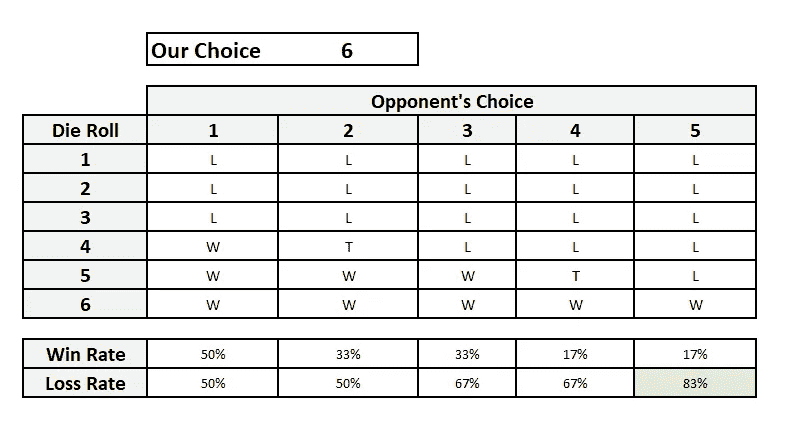 Our Choice 6
Opponent's Choice
Die Roll 1 2 3 4 5
1 L L L L L
2 L L L L L
3 L L L L L
4 W T L L L
5 W W W T L
6 W W W W W
Win Rate 50% 33% 33% 17% 17%
Loss Rate 50% 50% 67% 67% 83%